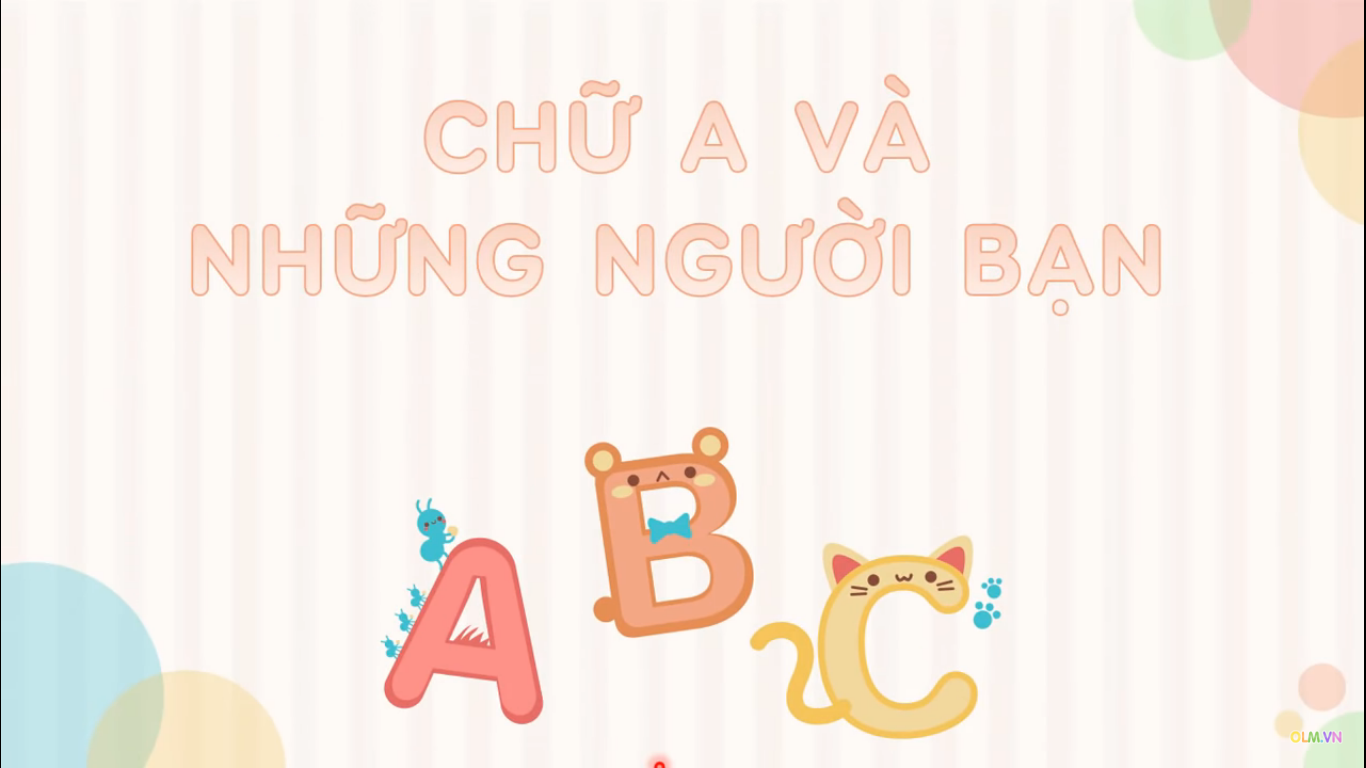 CHỮ A VÀ
NHỮNG NGƯỜI BẠN
A B C
OLM.VN